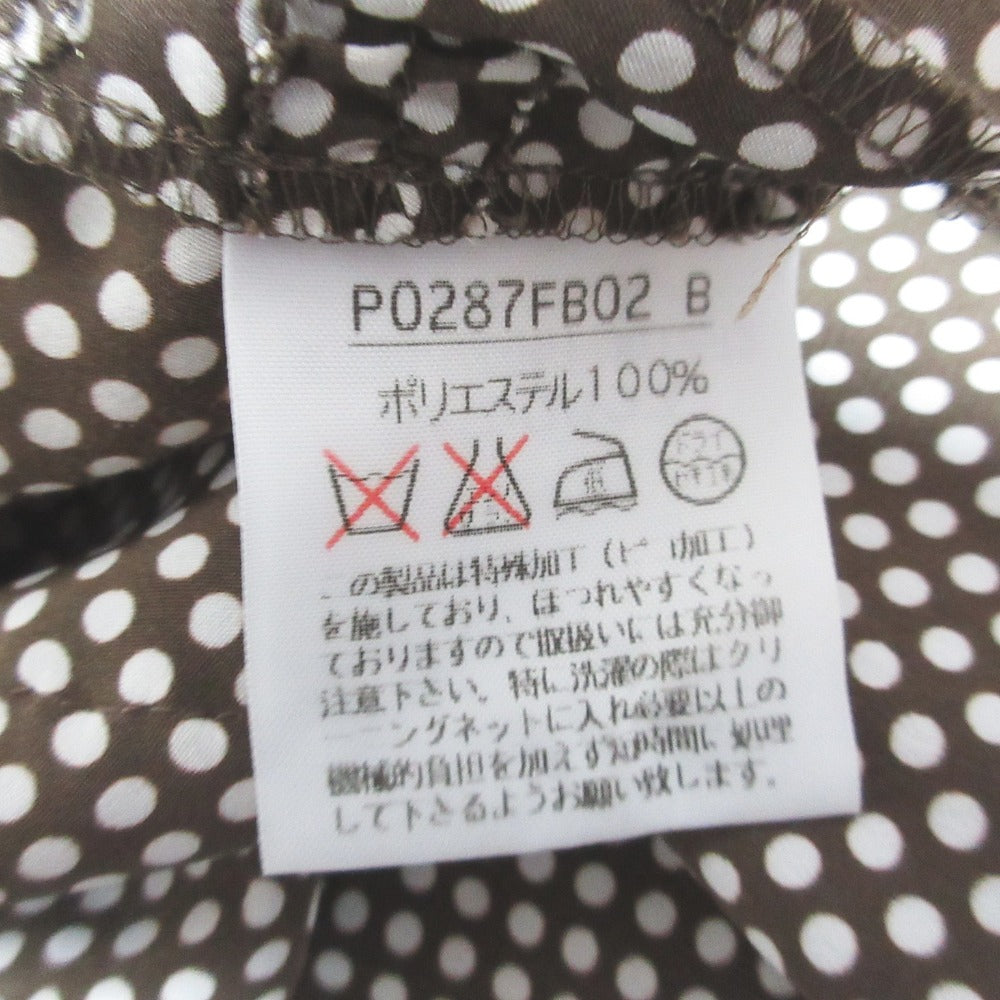 P0287FB02 B
ポリエステル100%
ドライ
の製品は特殊加工(ピ 加工)
を施しており、ほつれやすくなっ
ておりますので取扱いには充分御
注意下さい。特に洗濯の際はクリ
ーニングネットに入れ必要以上の
機械的負担を加えず短時間に処理
して下さるようお願い致します。